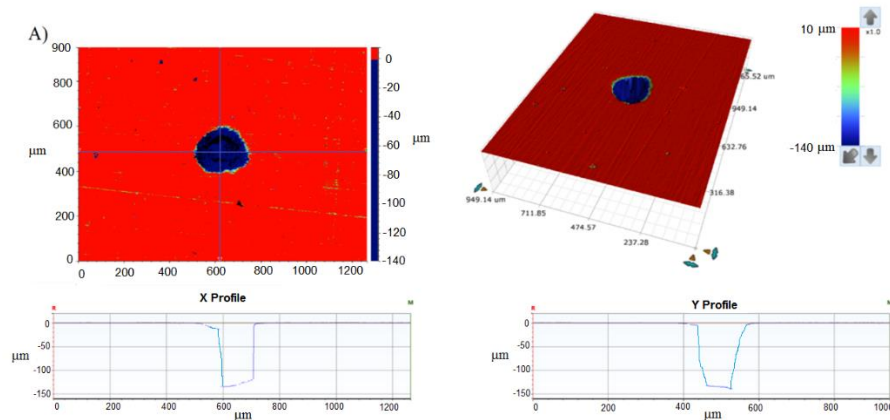 A)
900
800
600
μm
400
200
0
0 200 400 600 800 1000 1200
0
-20
-40
-60
-80
-100
-120
-140
μm
10 μm
-140 μm
x1.0
65.52 um
949.14
632.76
316.38
949.14 um
711.85
474.57
237.28
X Profile
R
M
μm
0
-50
-100
-150
0 200 400 600 800 1000 1200
μm
Y Profile
R
M
μm
0
-50
-100
-150
0 200 400 600 800 940
μm